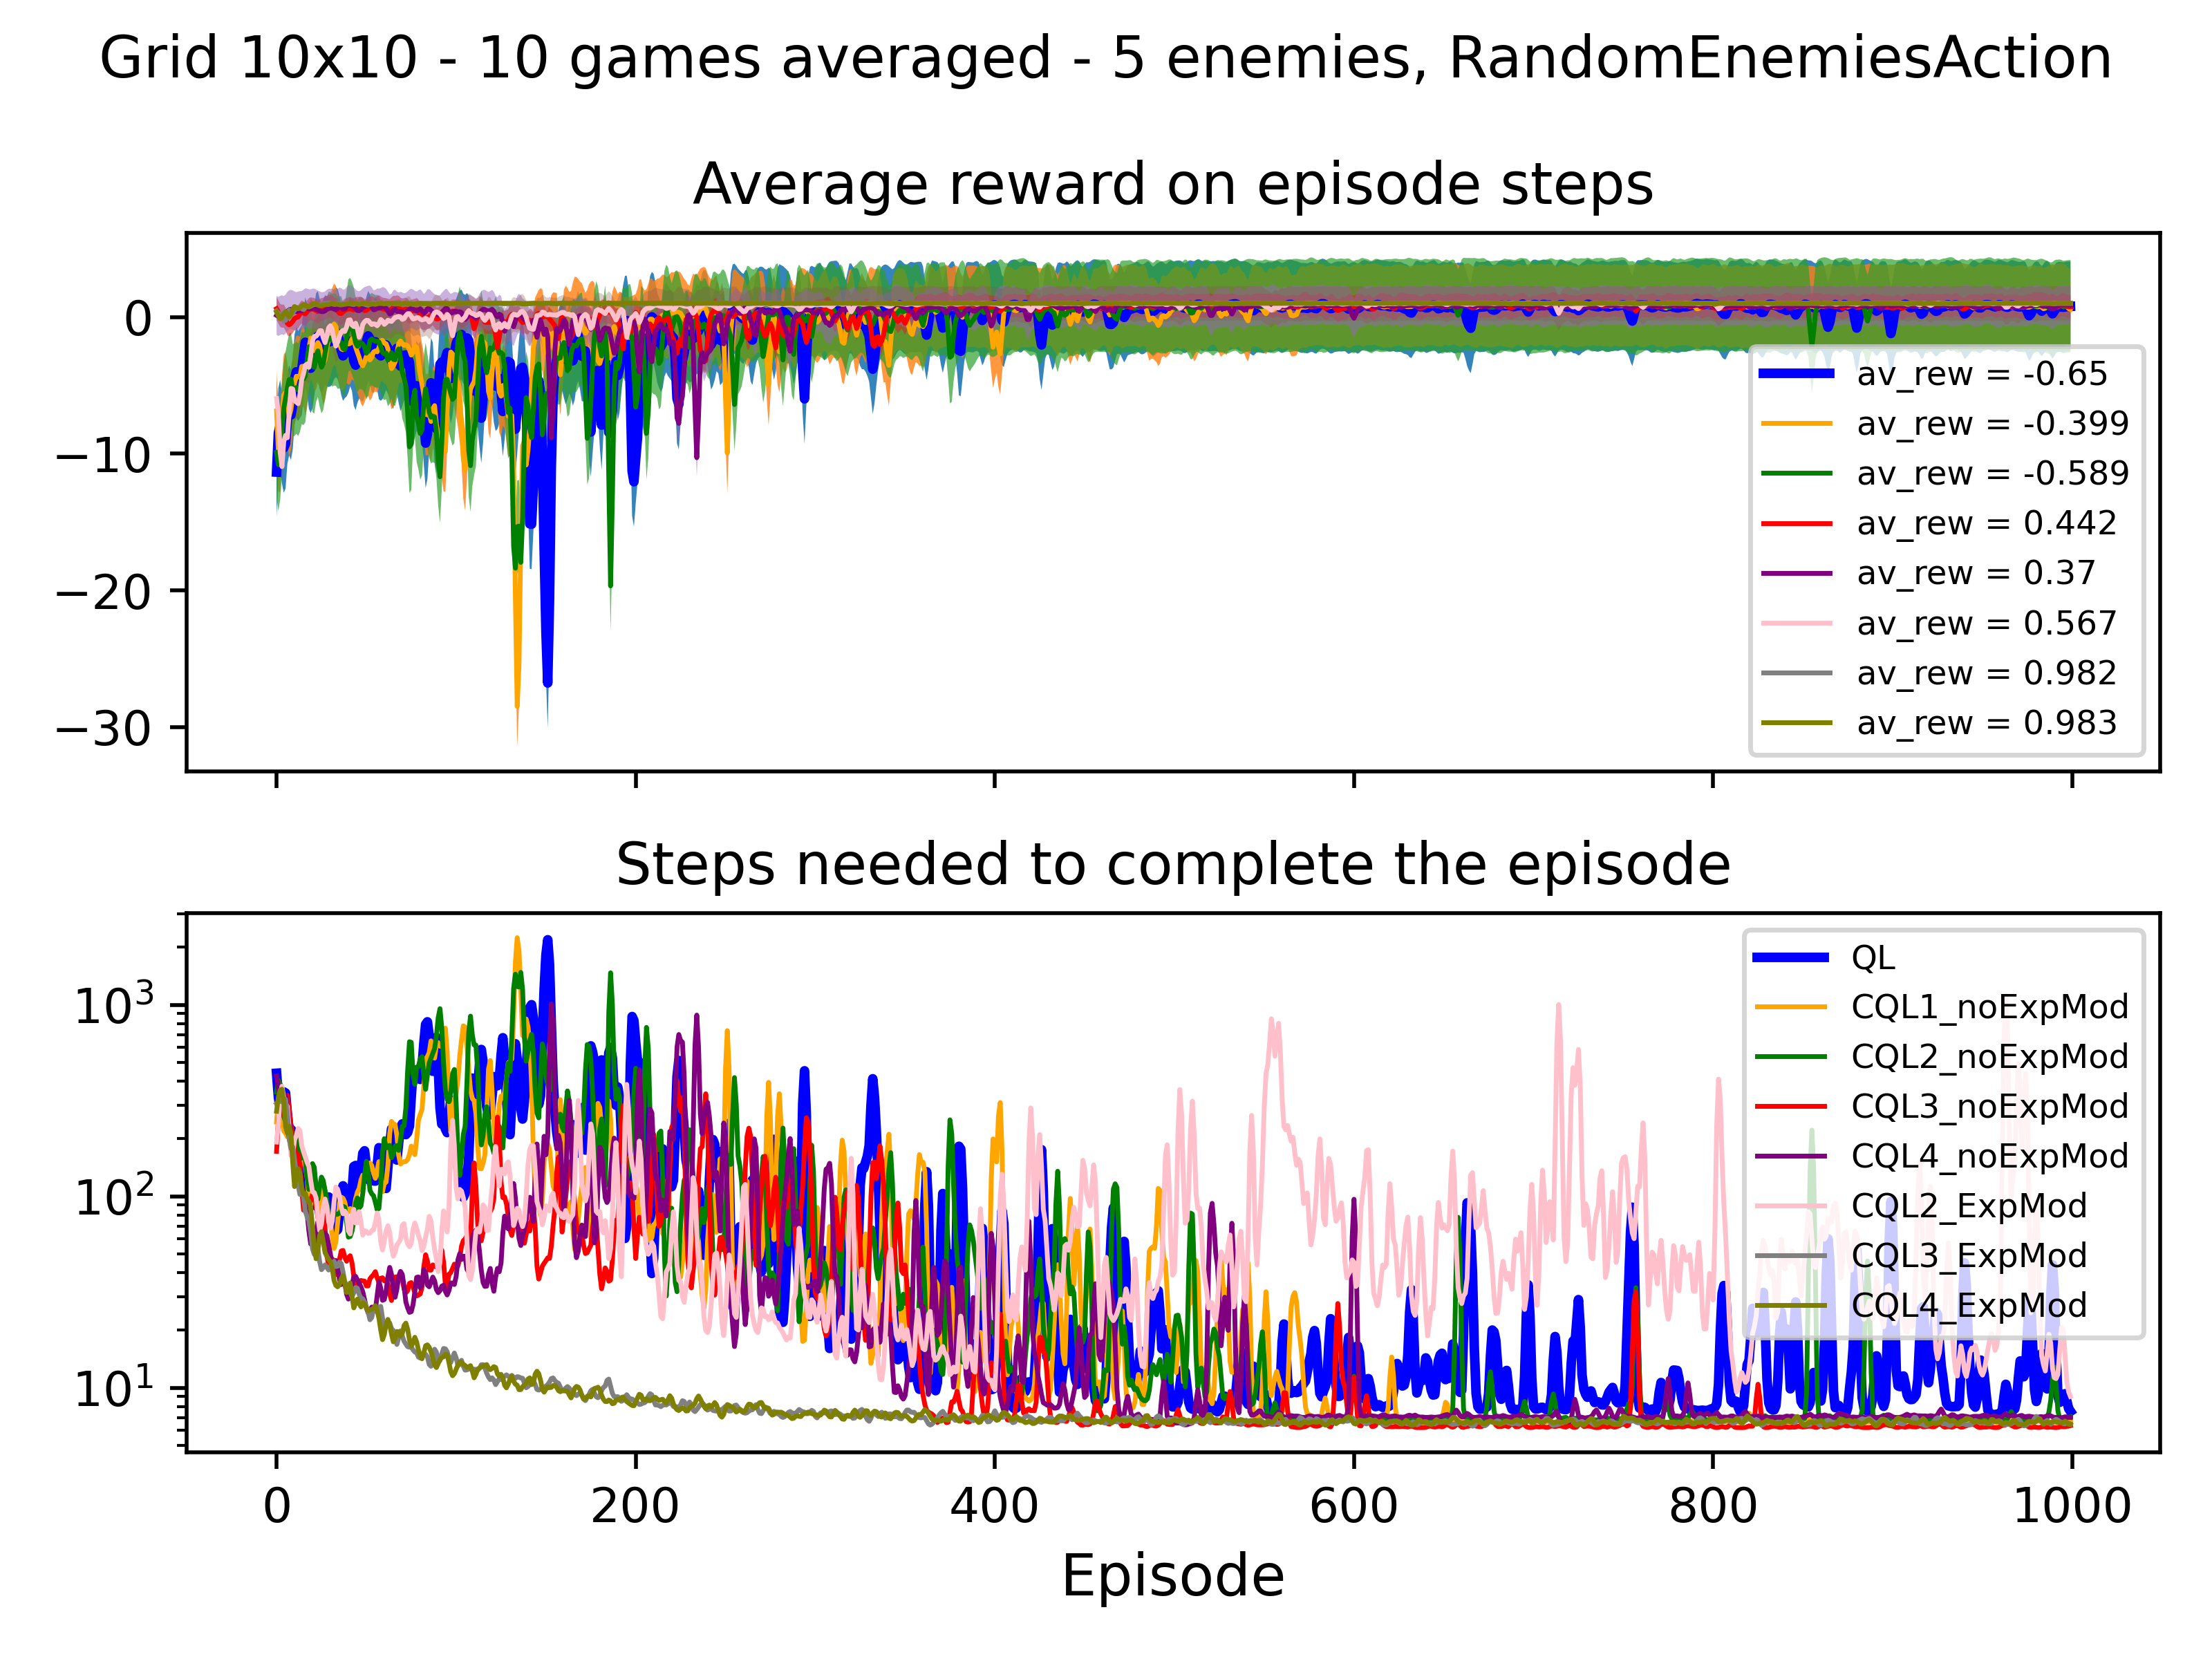 Grid 10x10 - 10 games averaged - 5 enemies, RandomEnemiesAction
Average reward on episode steps
0
−10
−20
−30
av_rew = -0.65
av_rew = -0.399
av_rew = -0.589
av_rew = 0.442
av_rew = 0.37
av_rew = 0.567
av_rew = 0.982
av_rew = 0.983
Steps needed to complete the episode
10³
10²
10¹
QL
CQL1_noExpMod
CQL2_noExpMod
CQL3_noExpMod
CQL4_noExpMod
CQL2_ExpMod
CQL3_ExpMod
CQL4_ExpMod
0 200 400 600 800 1000
Episode